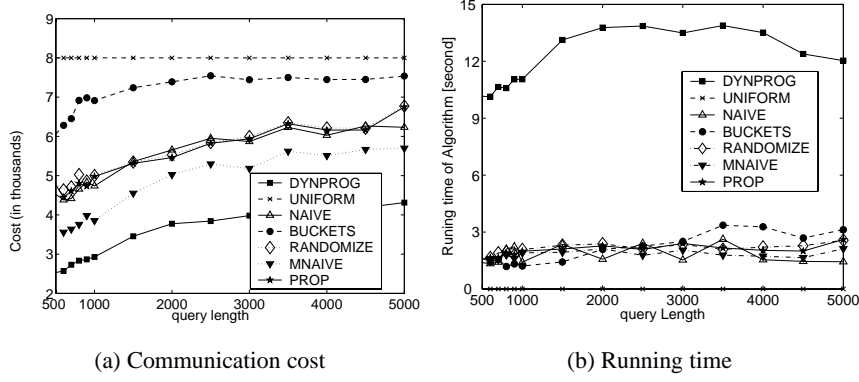 9
8
7
6
5
4
3
2
Cost (in thousands)
DYNPROG
UNIFORM
NAIVE
BUCKETS
RANDOMIZE
MNAIVE
PROP
500 1000 2000 3000 4000 5000
query length
(a) Communication cost
15
12
9
6
3
0
Runing time of Algorithm [second]
DYNPROG
UNIFORM
NAIVE
BUCKETS
RANDOMIZE
MNAIVE
PROP
500 1000 2000 3000 4000 5000
query Length
(b) Running time